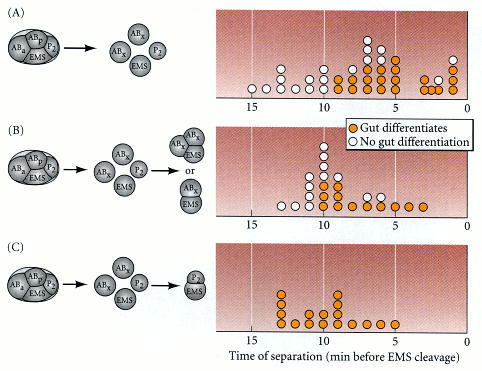 (A)
ABa
ABp
P2
EMS
ABx
ABx
P2
EMS
15
10
5
0
Gut differentiates
No gut differentiation
(B)
ABa
ABp
P2
EMS
ABx
ABx
P2
EMS
ABx
ABx
EMS
or
ABx
EMS
15
10
5
0
(C)
ABa
ABp
P2
EMS
ABx
ABx
P2
EMS
P2
EMS
15
10
5
0
Time of separation (min before EMS cleavage)